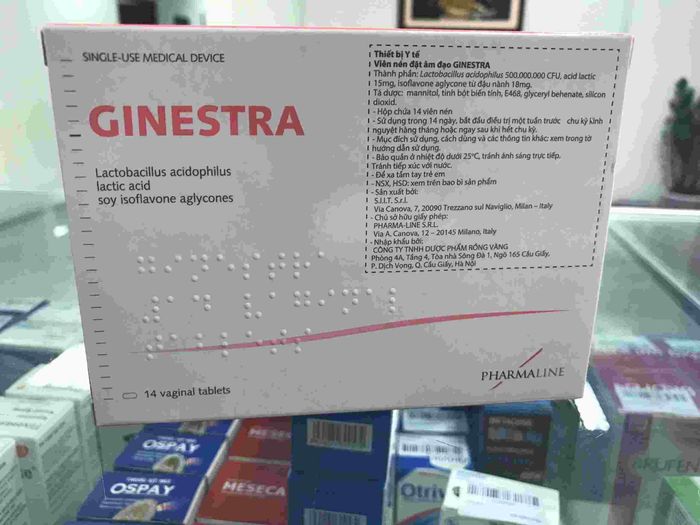 SINGLE-USE MEDICAL DEVICE
GINESTRA
Lactobacillus acidophilus
lactic acid
soy isoflavone aglycones
14 vaginal tablets
Thiết bị Y tế
Viên nén đặt âm đạo GINESTRA
Thành phần: Lactobacillus acidophilus 500.000.000 CFU, acid lactic
15mg, isoflavone aglycone từ đậu nành 18mg.
Tá dược: mannitol, tinh bột biến tính, E468, glyceryl behenate, silicon
dioxid.
- Hộp chứa 14 viên nén
- Sử dụng trong 14 ngày, bắt đầu điều trị một tuần trước chu kỳ kinh
nguyệt hàng tháng hoặc ngay sau khi hết chu kỳ.
- Mục đích sử dụng, cách dùng và các thông tin khác: xem trong tờ
hướng dẫn sử dụng.
- Bảo quản ở nhiệt độ dưới 25°C, tránh ánh sáng trực tiếp.
Tránh tiếp xúc với nước.
- Để xa tầm tay trẻ em
- NSX, HSD: xem trên bao bì sản phẩm
- Sản xuất bởi:
S.I.I.T. S.r.l.
Via Canova, 7, 20090 Trezzano sul Naviglio, Milan – Italy
- Chủ sở hữu giấy phép:
PHARMA-LINE S.R.L.
Via A. Canova, 12 – 20145 Milano, Italy
- Nhập khẩu bởi:
CÔNG TY TNHH DƯỢC PHẨM RỒNG VÀNG
Phòng 4A, Tầng 4, Tòa nhà Sông Đà 1, Ngõ 165 Cầu Giấy,
P. Dịch Vọng, Q. Cầu Giấy, Hà Nội
PHARMALINE
OSPAY
MESECA
OSPAY
MESECA
Otriv